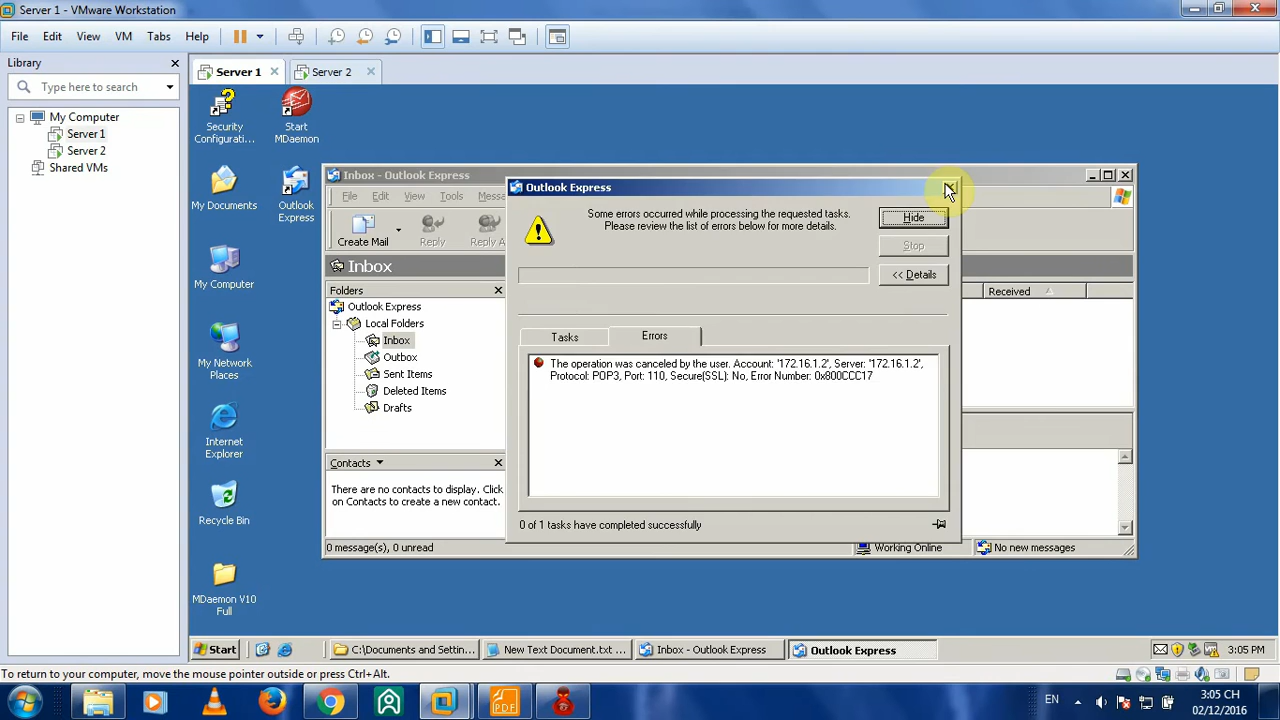 Server 1 - VMware Workstation
File Edit View VM Tabs Help
Library
Type here to search
My Computer
Server 1
Server 2
Shared VMs
Server 1
Server 2
Security
Configurati...
Start
MDaemon
My Documents
Outlook
Express
My Computer
My Network
Places
Internet
Explorer
Recycle Bin
MDaemon V10
Full
Inbox - Outlook Express
File Edit View Tools Messa
Create Mail Reply Reply A
Inbox
Folders
Outlook Express
Local Folders
Inbox
Outbox
Sent Items
Deleted Items
Drafts
Contacts
There are no contacts to display. Click
on Contacts to create a new contact.
Received
0 message(s), 0 unread
Working Online
No new messages
Outlook Express
Some errors occurred while processing the requested tasks.
Please review the list of errors below for more details.
Hide
Stop
<< Details
Tasks Errors
The operation was canceled by the user. Account: '172.16.1.2', Server: '172.16.1.2',
Protocol: POP3, Port: 110, Secure(SSL): No, Error Number: 0x800CCC17
0 of 1 tasks have completed successfully
Start
C:\Documents and Settin...
New Text Document.txt ...
Inbox - Outlook Express
Outlook Express
3:05 PM
To return to your computer, move the mouse pointer outside or press Ctrl+Alt.
PDF
EN
3:05 CH
02/12/2016